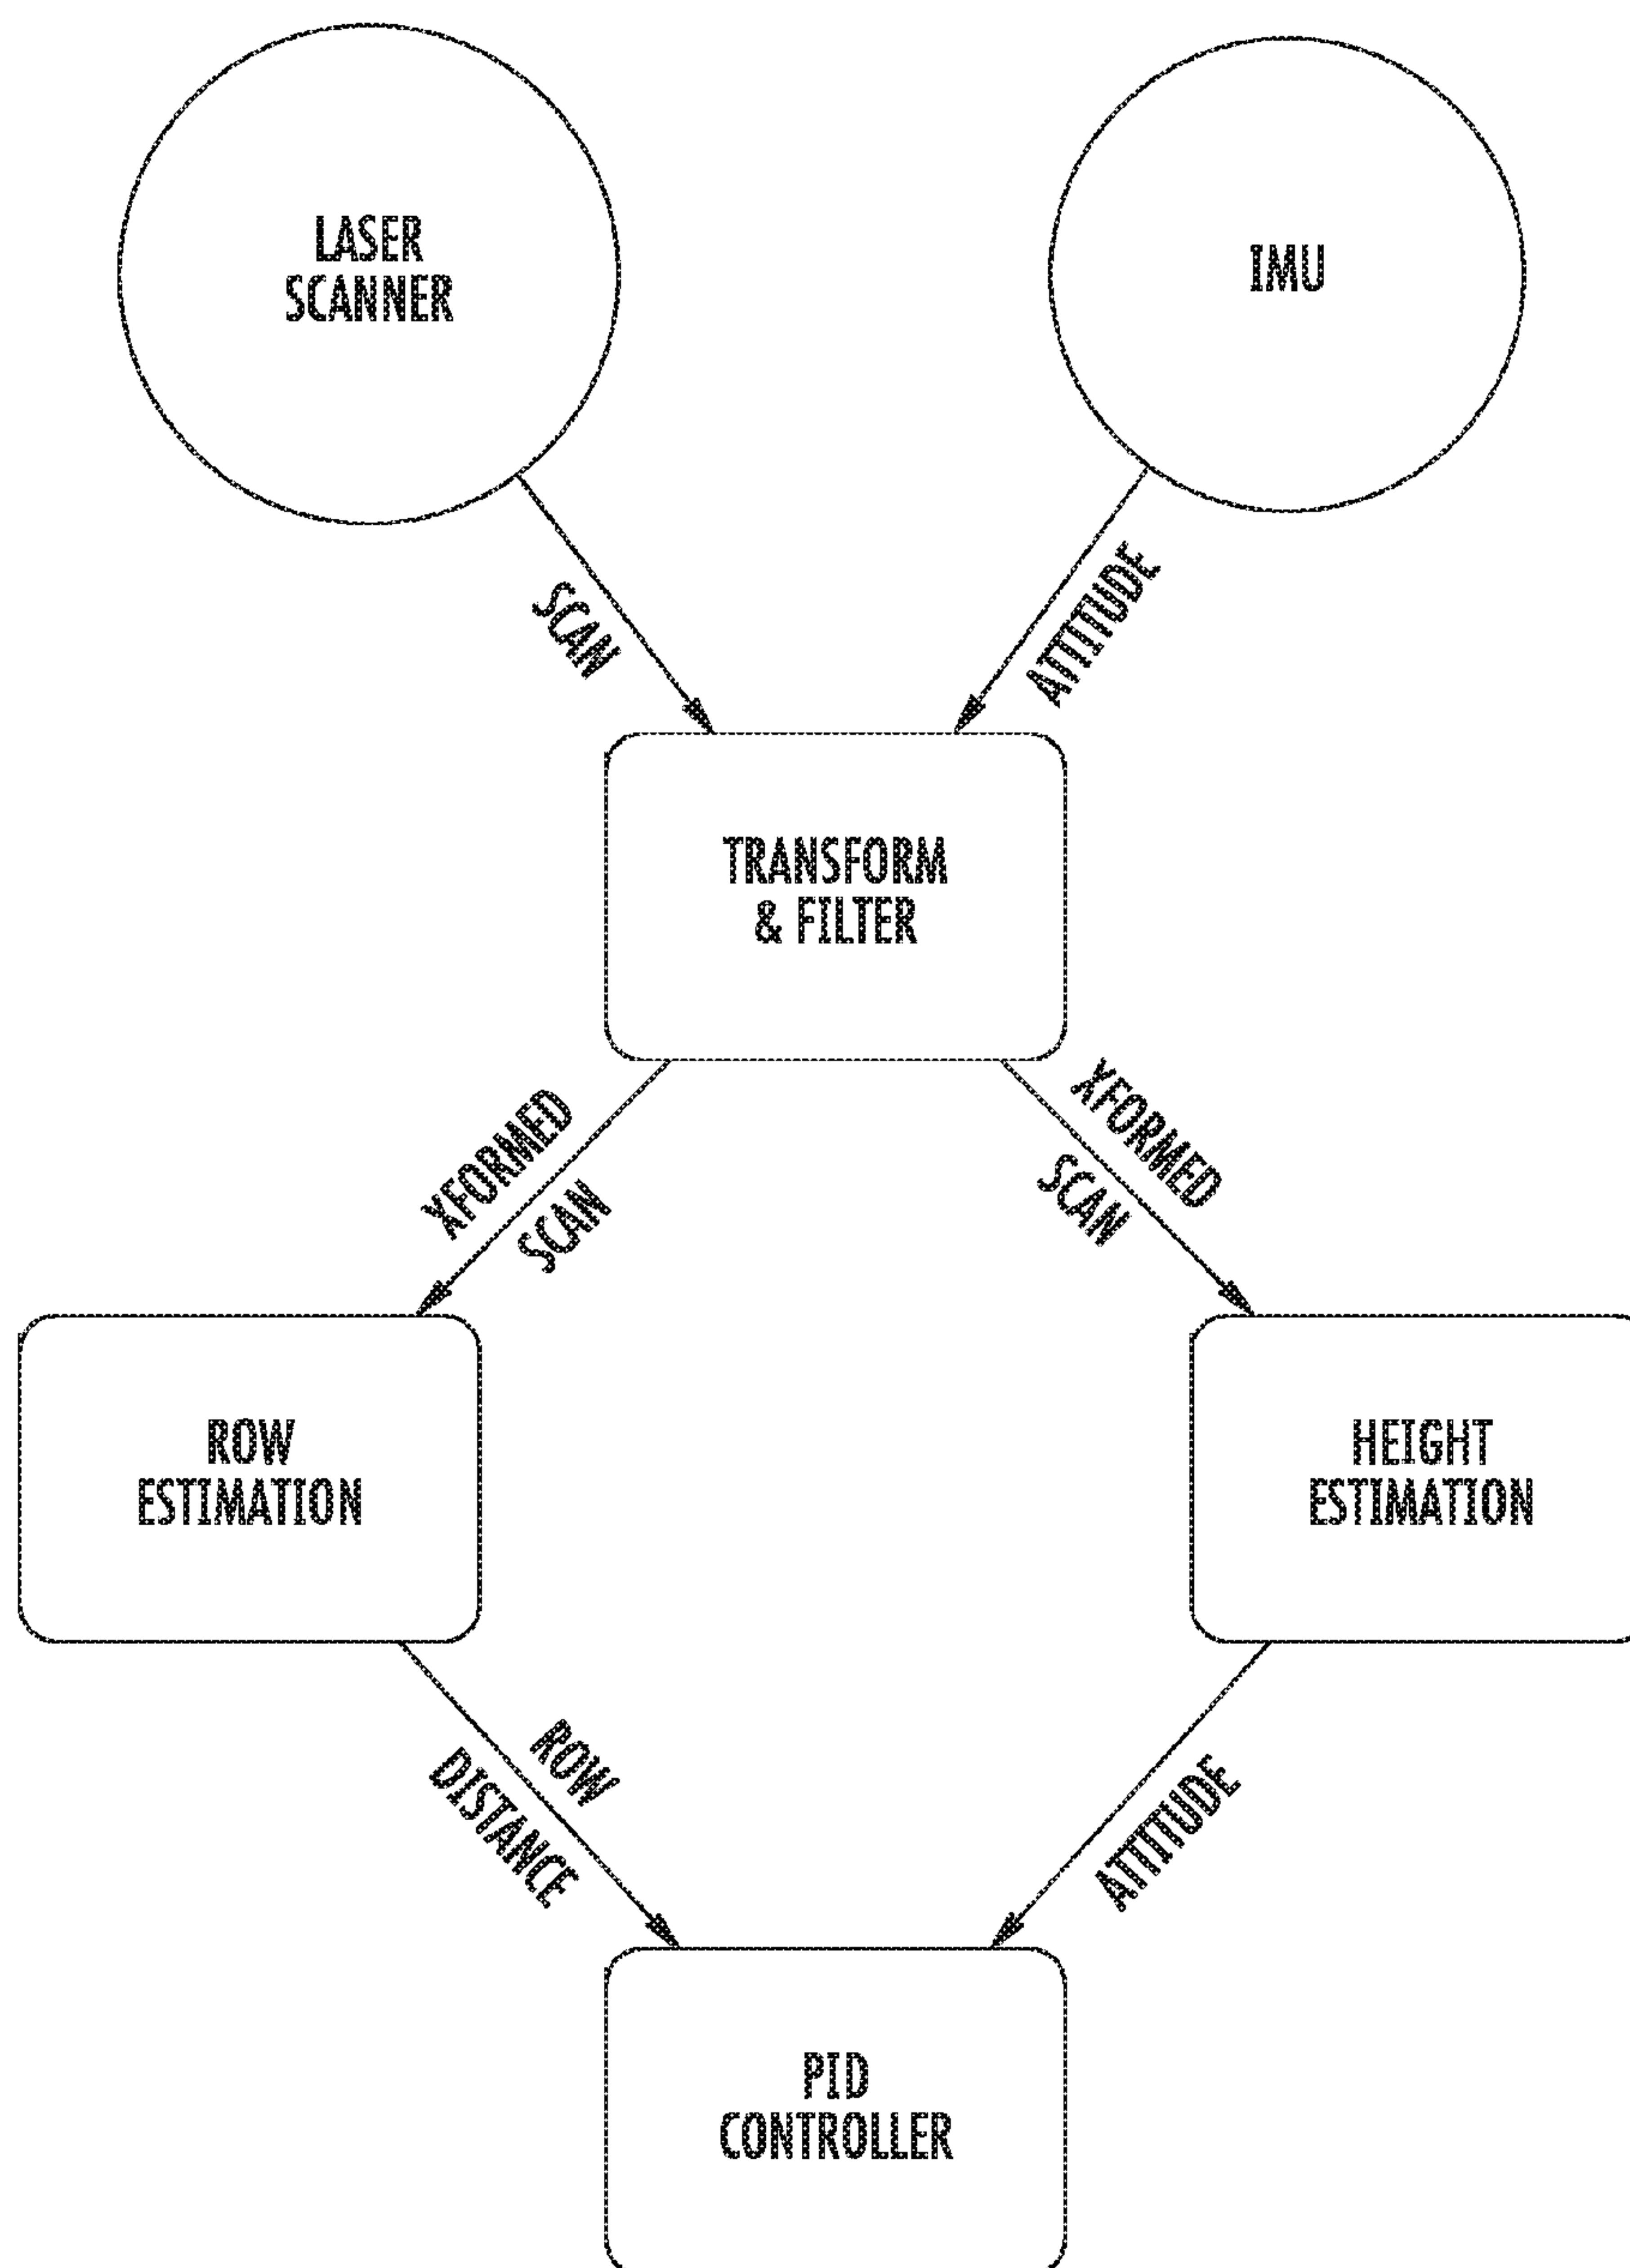 LASER
SCANNER
IMU
SCAN
ATTITUDE
TRANSFORM
& FILTER
XFORMED
SCAN
XFORMED
SCAN
ROW
ESTIMATION
HEIGHT
ESTIMATION
ROW
DISTANCE
ATTITUDE
PID
CONTROLLER